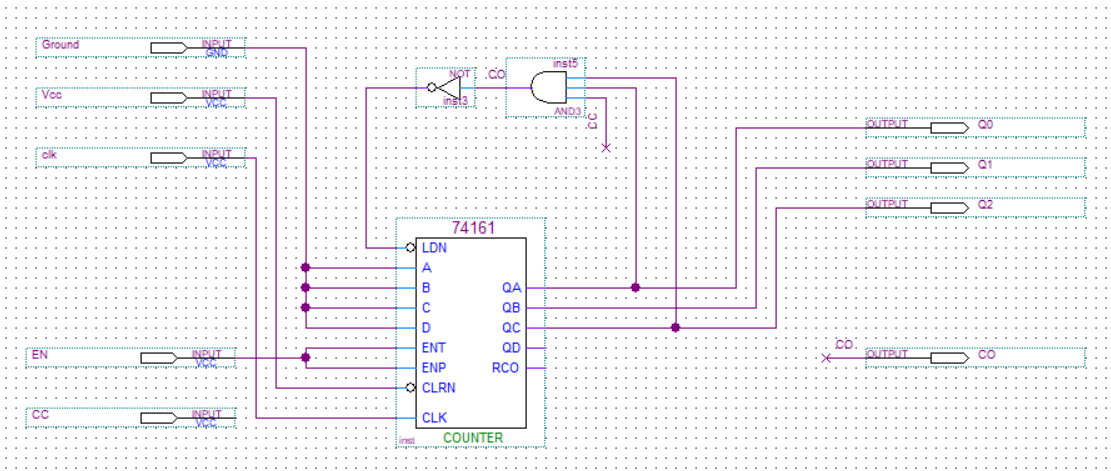 Ground
INPUT
GND
Vcc
INPUT
VCC
clk
INPUT
VCC
NOT
inst3
CO
inst5
AND3
CC
OUTPUT
Q0
OUTPUT
Q1
OUTPUT
Q2
74161
LDN
A
B
C
D
ENT
ENP
CLRN
CLK
QA
QB
QC
QD
RCO
inst
COUNTER
EN
INPUT
VCC
CC
INPUT
VCC
CO
OUTPUT
CO